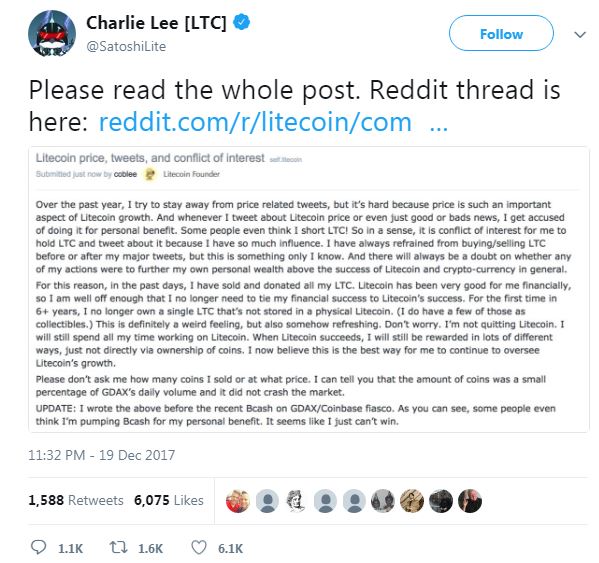 Charlie Lee [LTC]
@SatoshiLite
Follow
Please read the whole post. Reddit thread is
here: reddit.com/r/litecoin/com ...
Litecoin price, tweets, and conflict of interest self.litecoin
Submitted just now by coblee Litecoin Founder
Over the past year, I try to stay away from price related tweets, but it's hard because price is such an important
aspect of Litecoin growth. And whenever I tweet about Litecoin price or even just good or bads news, I get accused
of doing it for personal benefit. Some people even think I short LTC! So in a sense, it is conflict of interest for me to
hold LTC and tweet about it because I have so much influence. I have always refrained from buying/selling LTC
before or after my major tweets, but this is something only I know. And there will always be a doubt on whether any
of my actions were to further my own personal wealth above the success of Litecoin and crypto-currency in general.
For this reason, in the past days, I have sold and donated all my LTC. Litecoin has been very good for me financially,
so I am well off enough that I no longer need to tie my financial success to Litecoin's success. For the first time in
6+ years, I no longer own a single LTC that's not stored in a physical Litecoin. (I do have a few of those as
collectibles.) This is definitely a weird feeling, but also somehow refreshing. Don't worry. I'm not quitting Litecoin. I
will still spend all my time working on Litecoin. When Litecoin succeeds, I will still be rewarded in lots of different
ways, just not directly via ownership of coins. I now believe this is the best way for me to continue to oversee
Litecoin's growth.
Please don't ask me how many coins I sold or at what price. I can tell you that the amount of coins was a small
percentage of GDAX's daily volume and it did not crash the market.
UPDATE: I wrote the above before the recent Bcash on GDAX/Coinbase fiasco. As you can see, some people even
think I'm pumping Bcash for my personal benefit. It seems like I just can't win.
11:32 PM - 19 Dec 2017
1,588 Retweets 6,075 Likes
1.1K 1.6K 6.1K